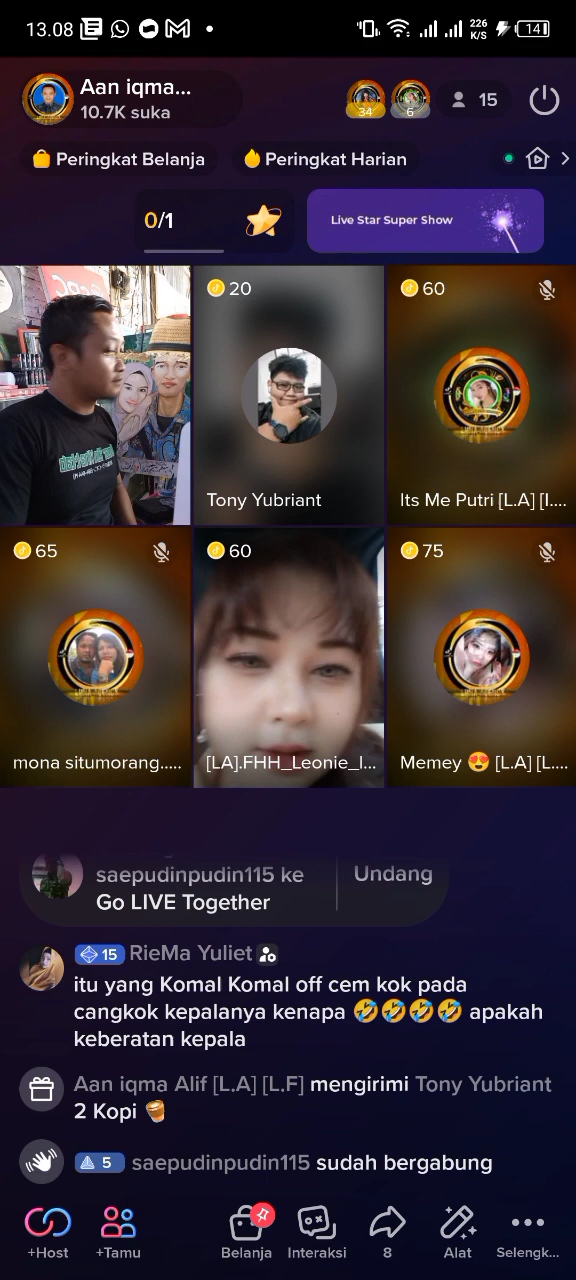 13.08
226
K/S
14
Aan iqma...
10.7K suka
34
6
15
Peringkat Belanja
Peringkat Harian
0/1
Live Star Super Show
20
60
Tony Yubriant
Its Me Putri [L.A] [I....
65
60
75
mona situmorang.....
[LA].FHH_Leonie_I...
Memey 😍 [L.A] [L....
saepudinpudin115 ke
Go LIVE Together
Undang
15 RieMa Yuliet
itu yang Komal Komal off cem kok pada
cangkok kepalanya kenapa 🤣🤣🤣🤣 apakah
keberatan kepala
Aan iqma Alif [L.A] [L.F] mengirimi Tony Yubriant
2 Kopi
5 saepudinpudin115 sudah bergabung
+Host
+Tamu
Belanja
Interaksi
8
Alat
Selengk...